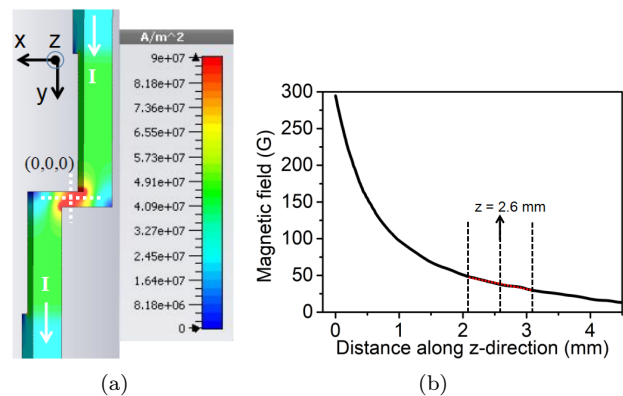 (a)
x
z
y
I
(0,0,0)
I
A/m^2
9e+07
8.18e+07
7.36e+07
6.55e+07
5.73e+07
4.91e+07
4.09e+07
3.27e+07
2.45e+07
1.64e+07
8.18e+06
0
(a)
(b)
300
250
200
150
100
50
0
Magnetic field (G)
z = 2.6 mm
0 1 2 3 4
Distance along z-direction (mm)
(b)